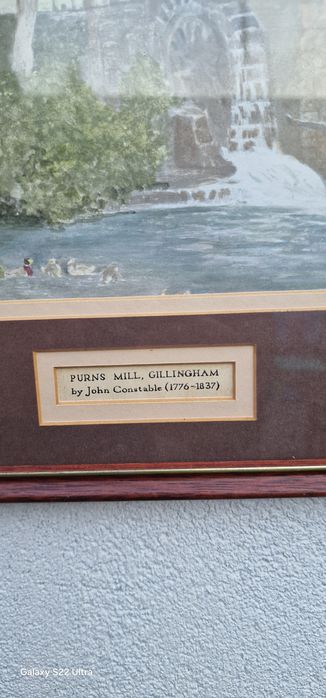 PURNS MILL, GILLINGHAM
by John Constable (1776-1837)
Galaxy S22 Ultra